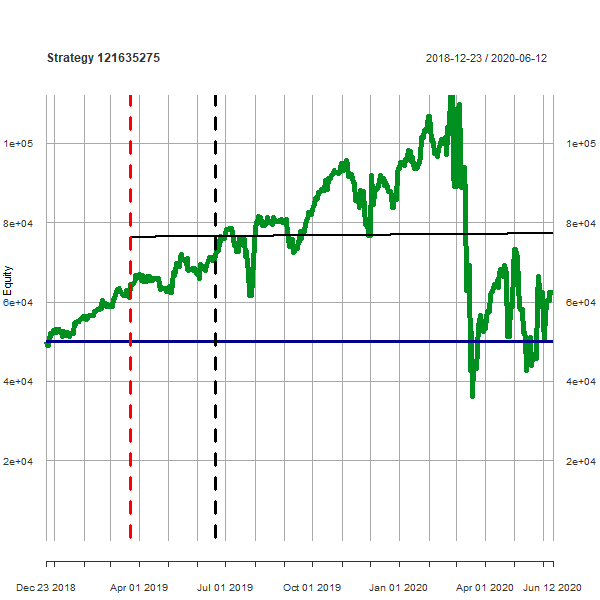 Strategy 121635275
2018-12-23 / 2020-06-12
1e+05
1e+05
8e+04
8e+04
Equity
6e+04
6e+04
4e+04
4e+04
2e+04
2e+04
Dec 23 2018
Apr 01 2019
Jul 01 2019
Oct 01 2019
Jan 01 2020
Apr 01 2020
Jun 12 2020